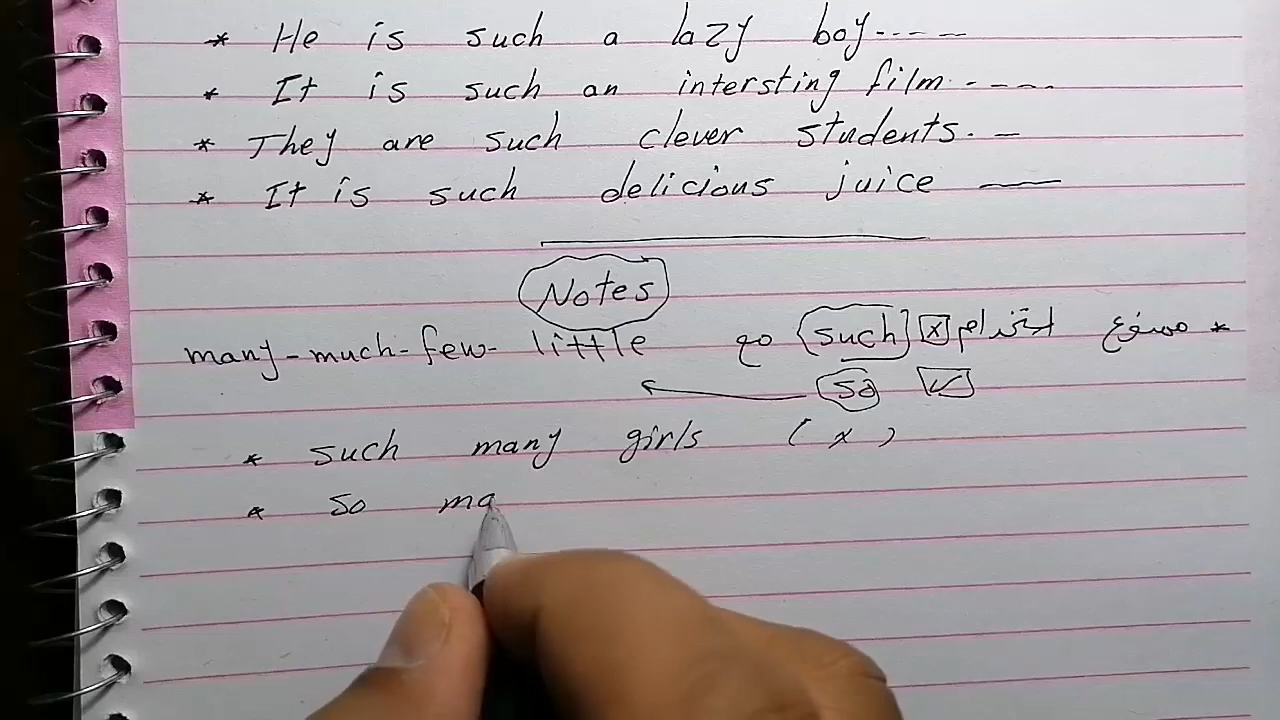 * He is such a lazy boy----
* It is such an intersting film.----
* They are such clever students.-
* It is such delicious juice —
Notes
* ممنوع استخدام [x] such مع many-much-few-little
so [✓]
* such many girls (x)
* so ma